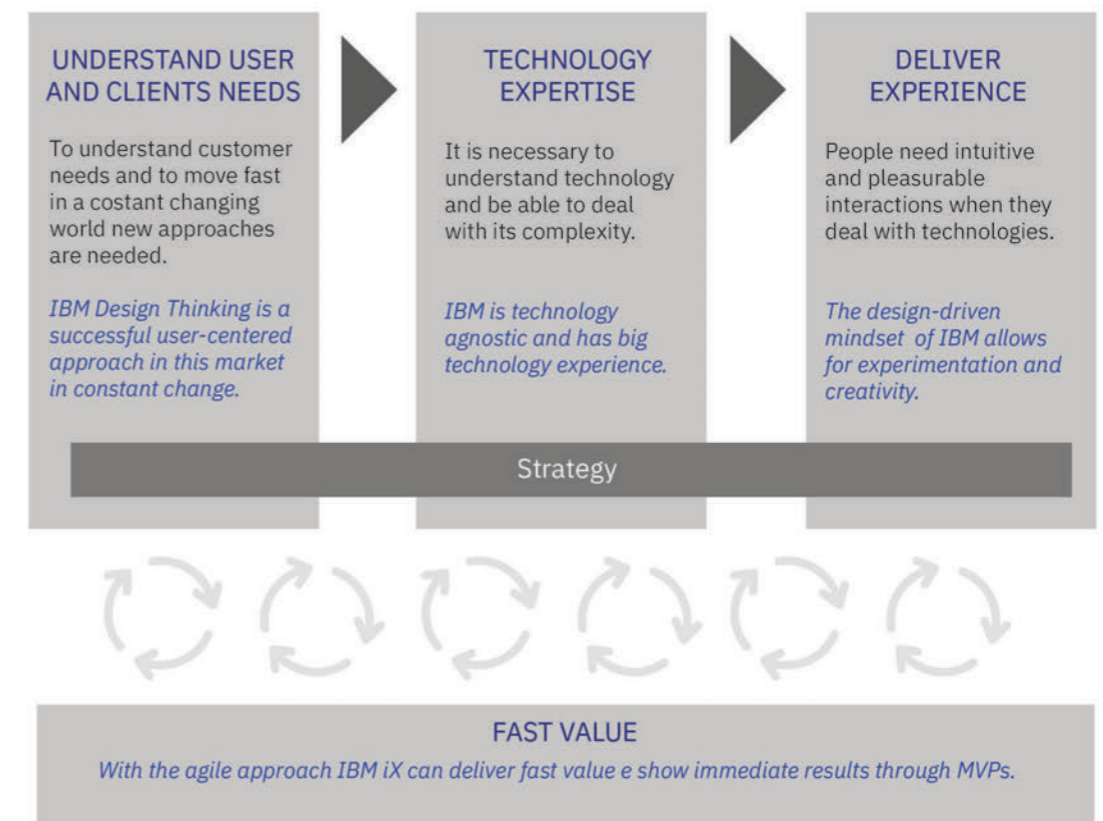 UNDERSTAND USER
AND CLIENTS NEEDS
To understand customer
needs and to move fast
in a costant changing
world new approaches
are needed.
IBM Design Thinking is a
successful user-centered
approach in this market
in constant change.
TECHNOLOGY
EXPERTISE
It is necessary to
understand technology
and be able to deal
with its complexity.
IBM is technology
agnostic and has big
technology experience.
DELIVER
EXPERIENCE
People need intuitive
and pleasurable
interactions when they
deal with technologies.
The design-driven
mindset of IBM allows
for experimentation and
creativity.
Strategy
FAST VALUE
With the agile approach IBM iX can deliver fast value e show immediate results through MVPs.